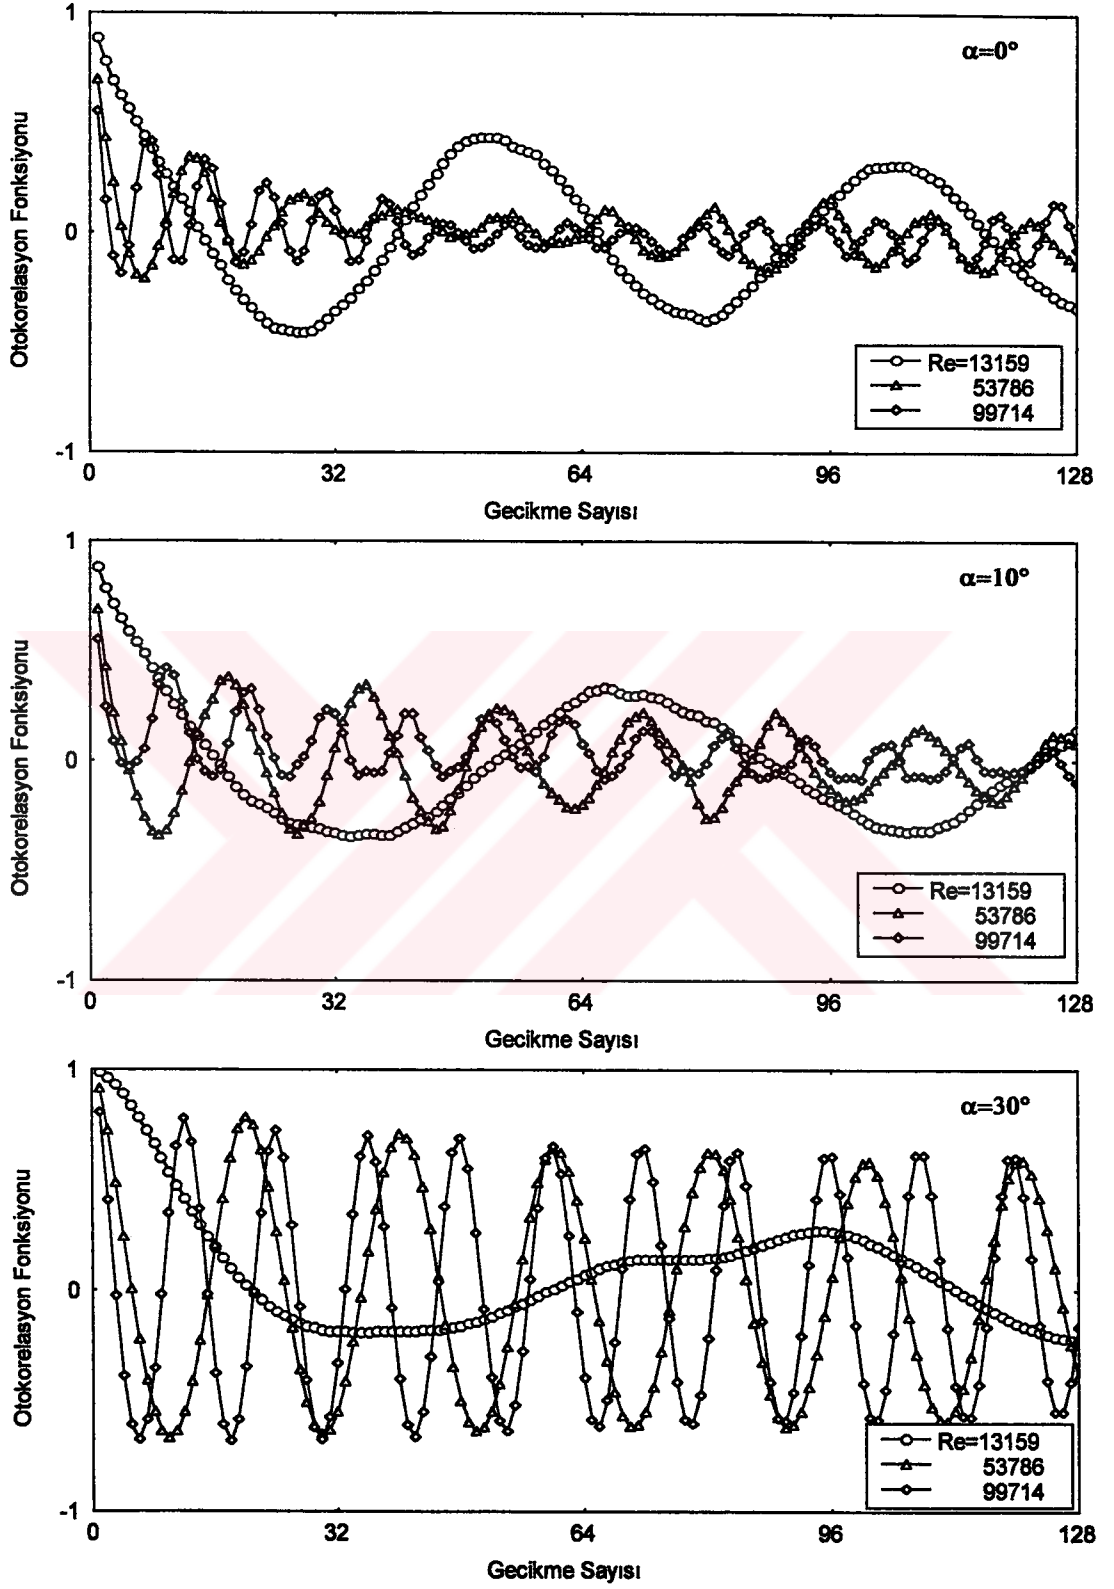 1
α=0°
Otokorelasyon Fonksiyonu
0
Re=13159
53786
99714
-1
0 32 64 96 128
Gecikme Sayısı
1
α=10°
Otokorelasyon Fonksiyonu
0
Re=13159
53786
99714
-1
0 32 64 96 128
Gecikme Sayısı
1
α=30°
Otokorelasyon Fonksiyonu
0
Re=13159
53786
99714
-1
0 32 64 96 128
Gecikme Sayısı